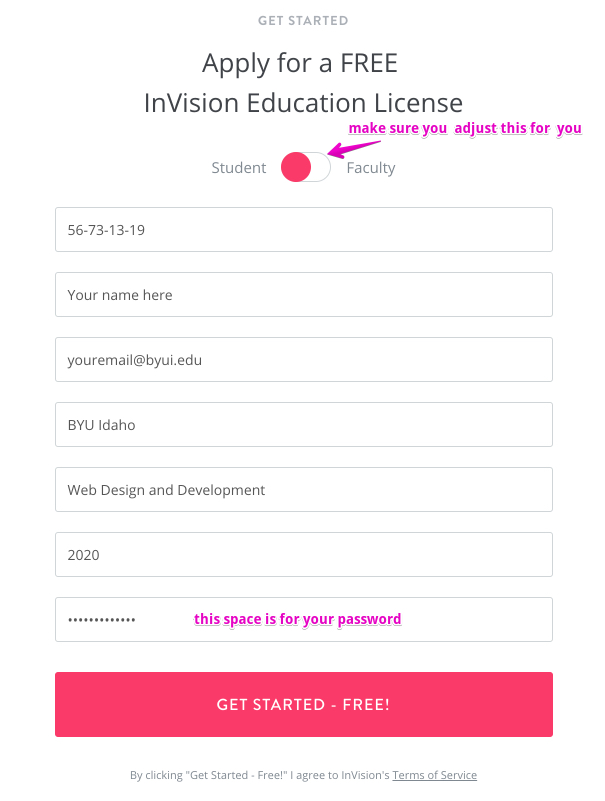 GET STARTED
Apply for a FREE
InVision Education License
make sure you adjust this for you
Student Faculty
56-73-13-19
Your name here
youremail@byui.edu
BYU Idaho
Web Design and Development
2020
••••••••••••• this space is for your password
GET STARTED - FREE!
By clicking "Get Started - Free!" I agree to InVision's Terms of Service